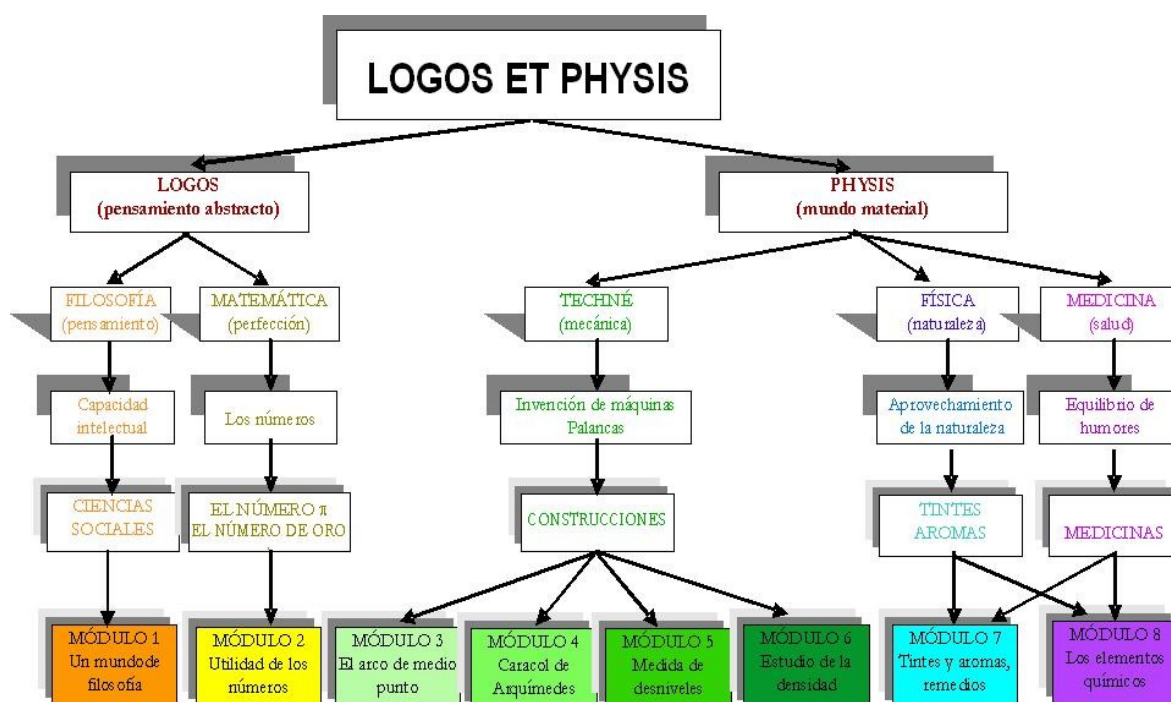 LOGOS ET PHYSIS
LOGOS
(pensamiento abstracto)
PHYSIS
(mundo material)
FILOSOFÍA
(pensamiento)
MATEMÁTICA
(perfección)
TECHNÉ
(mecánica)
FÍSICA
(naturaleza)
MEDICINA
(salud)
Capacidad
intelectual
Los números
Invención de máquinas
Palancas
Aprovechamiento
de la naturaleza
Equilibrio de
humores
CIENCIAS
SOCIALES
EL NÚMERO π
EL NÚMERO DE ORO
CONSTRUCCIONES
TINTES
AROMAS
MEDICINAS
MÓDULO 1
Un mundo de
filosofía
MÓDULO 2
Utilidad de los
números
MÓDULO 3
El arco de medio
punto
MÓDULO 4
Caracol de
Arquímedes
MÓDULO 5
Medida de
desniveles
MÓDULO 6
Estudio de la
densidad
MÓDULO 7
Tintes y aromas,
remedios
MÓDULO 8
Los elementos
químicos